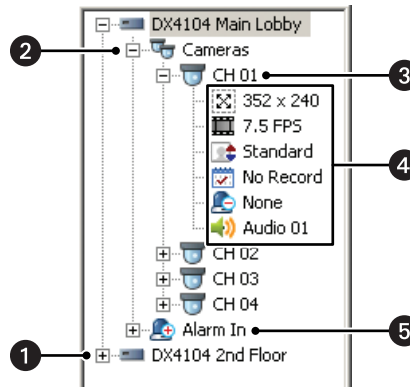 DX4104 Main Lobby
2 Cameras
CH 01 3
352 x 240
7.5 FPS
Standard 4
No Record
None
Audio 01
CH 02
CH 03
CH 04
Alarm In 5
1 DX4104 2nd Floor